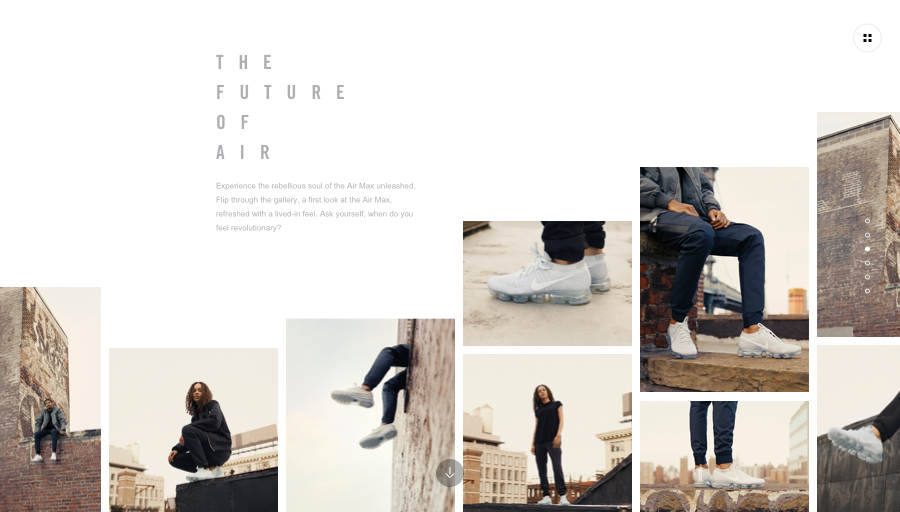 THE
FUTURE
OF
AIR
Experience the rebellious soul of the Air Max unleashed.
Flip through the gallery, a first look at the Air Max,
refreshed with a lived-in feel. Ask yourself, when do you
feel revolutionary?